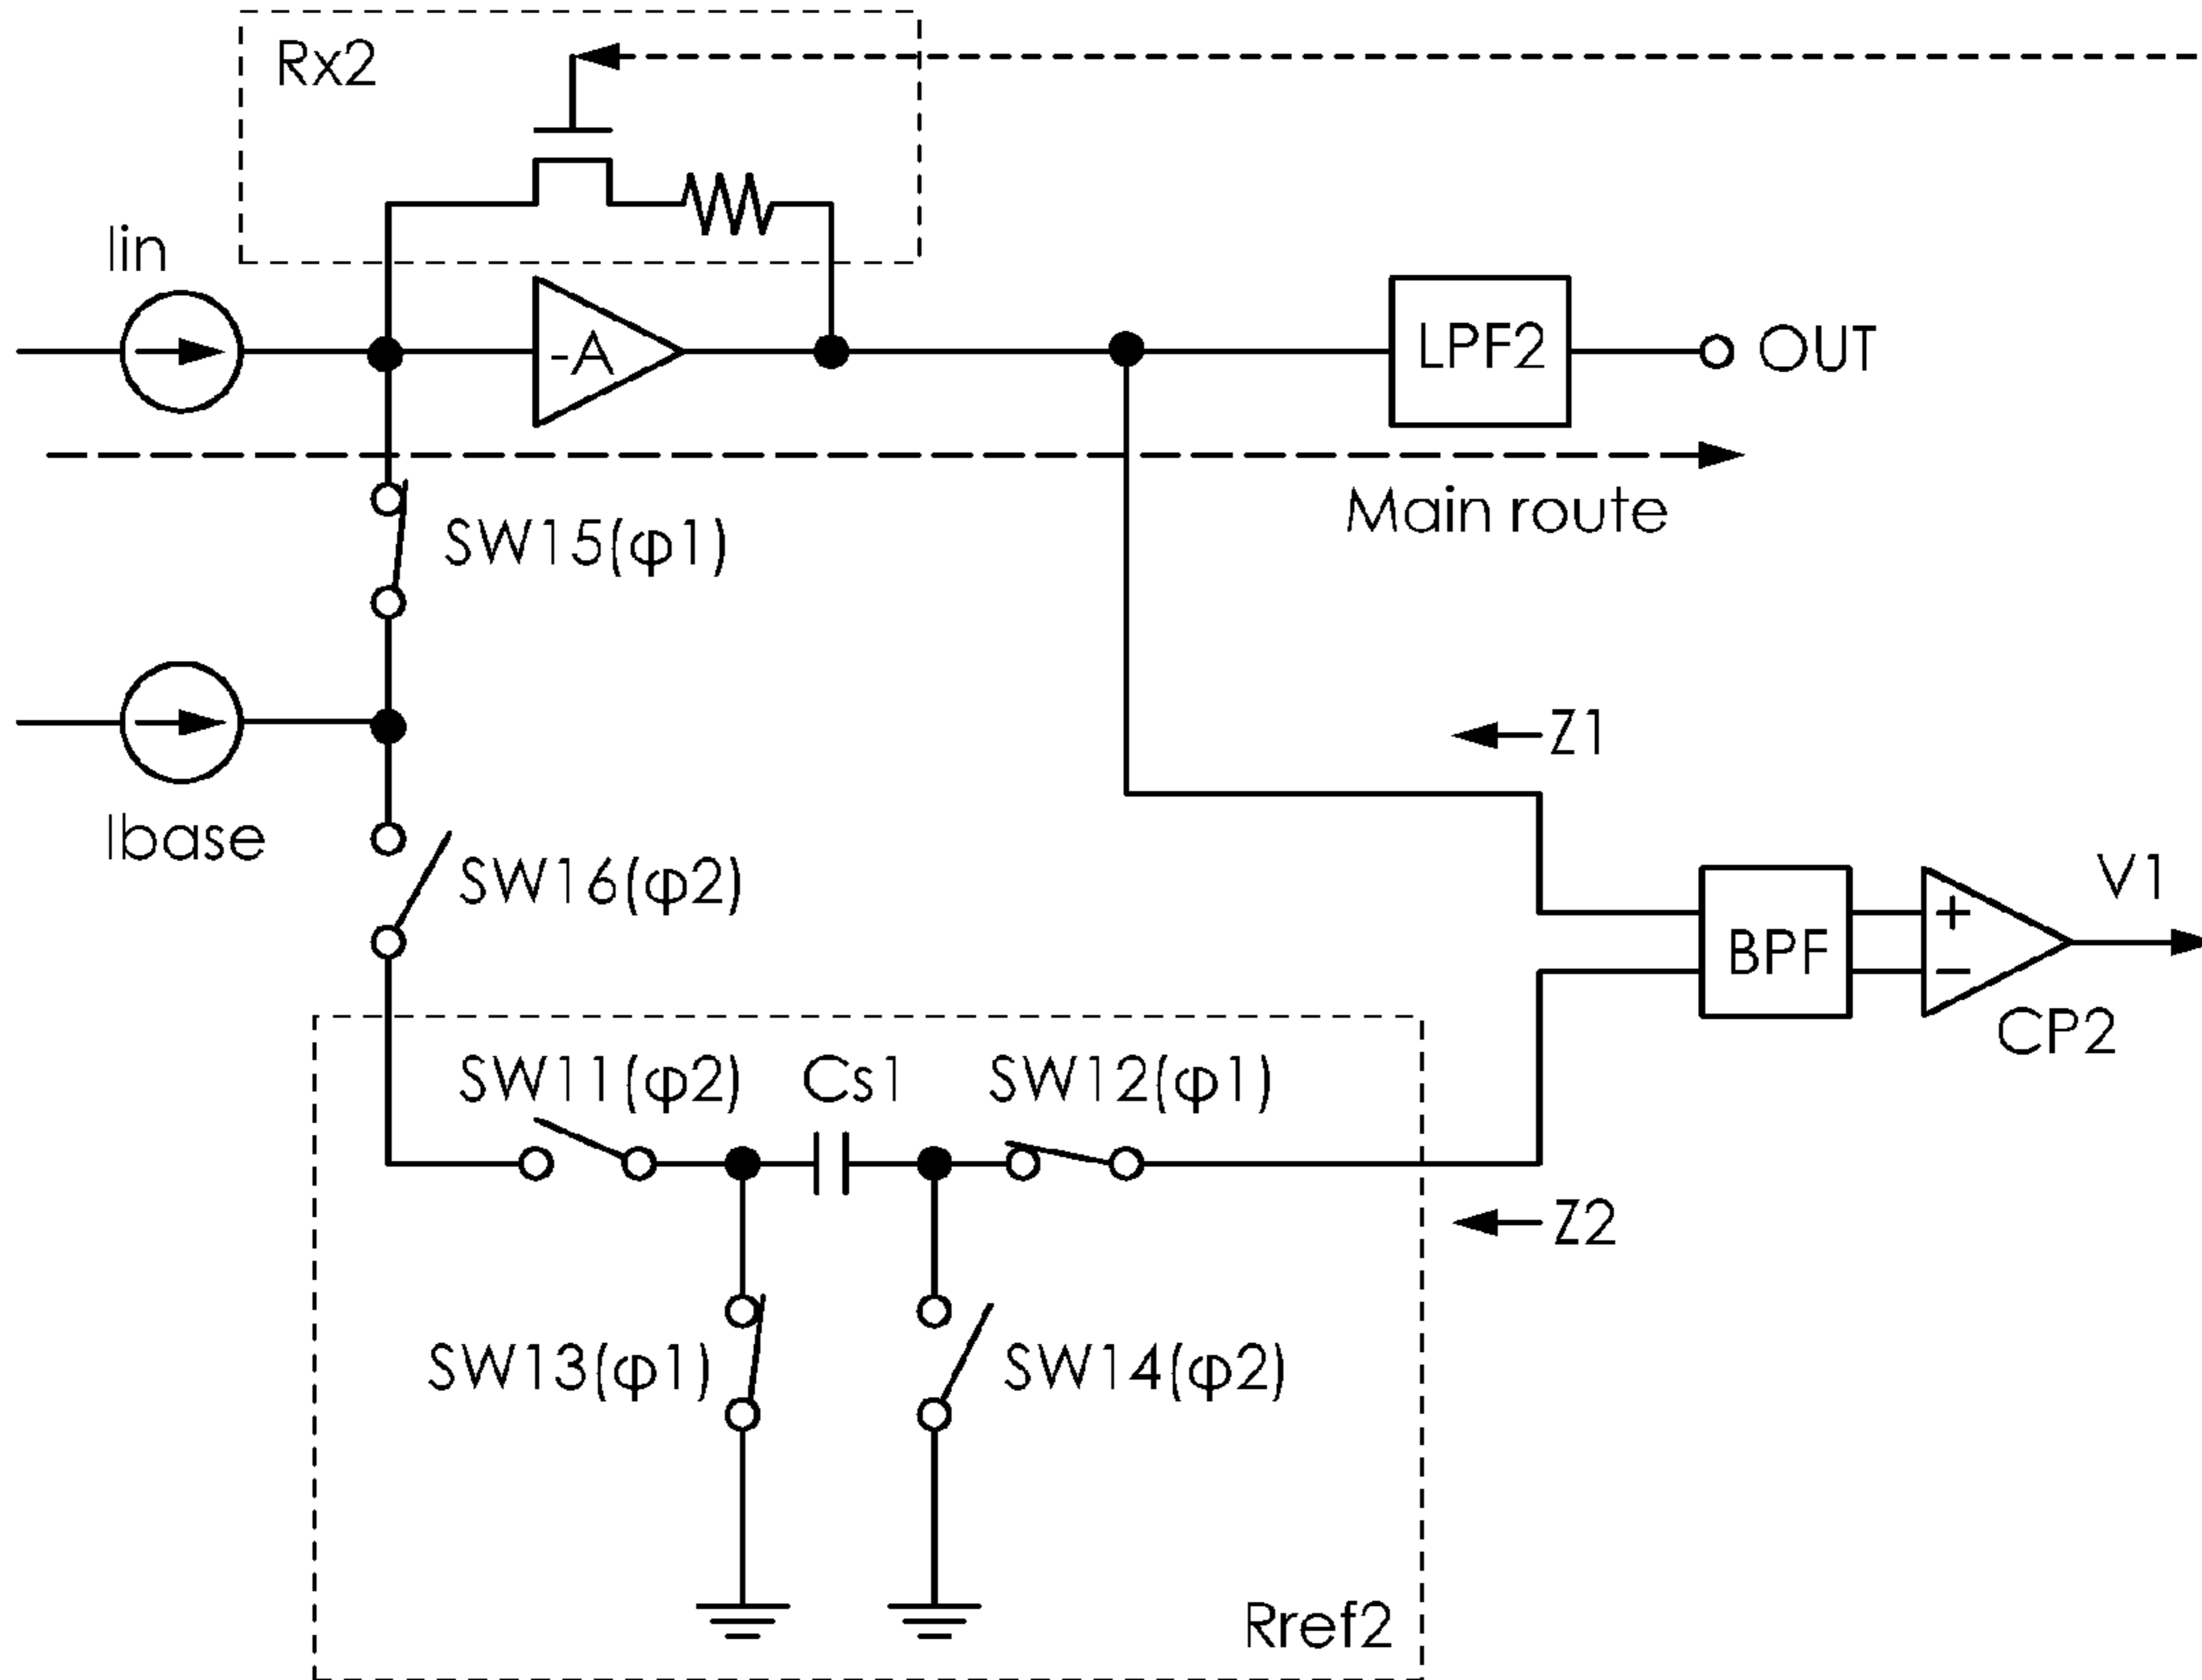 Rx2
Iin
-A
LPF2
OUT
Main route
SW15(φ1)
Z1
Ibase
SW16(φ2)
V1
+
BPF
−
CP2
SW11(φ2)
Cs1
SW12(φ1)
Z2
SW13(φ1)
SW14(φ2)
Rref2